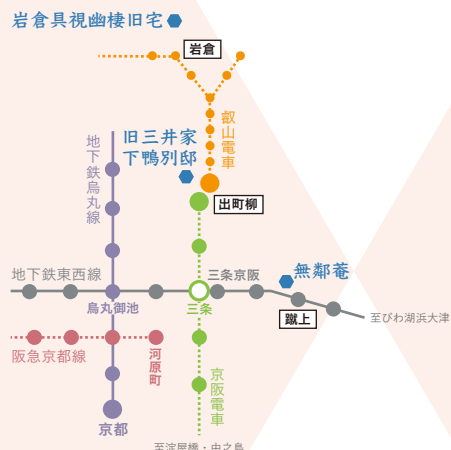 岩倉具視幽棲旧宅
岩倉
叡山電車
旧三井家
下鴨別邸
地下鉄烏丸線
出町柳
地下鉄東西線
三条京阪
無鄰菴
烏丸御池
三条
蹴上
至びわ湖浜大津
阪急京都線
河原町
京阪電車
京都
至淀屋橋・中之島